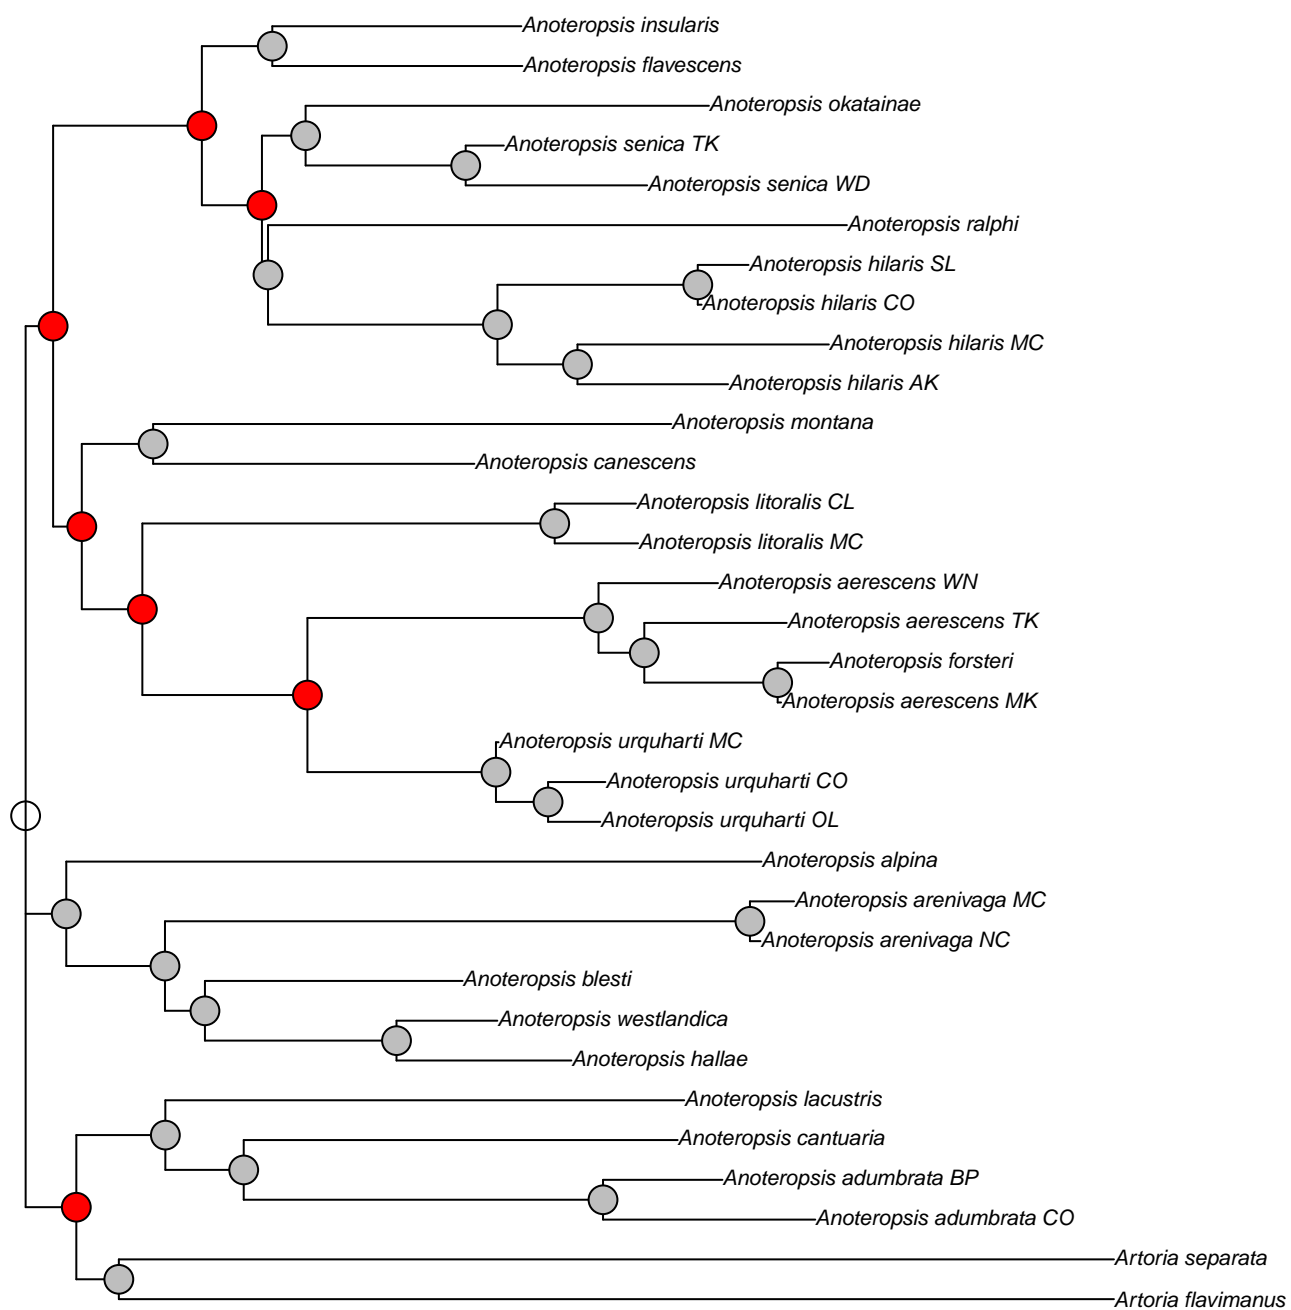 Anoteropsis insularis
Anoteropsis flavescens
Anoteropsis okatainae
Anoteropsis senica TK
Anoteropsis senica WD
Anoteropsis ralphi
Anoteropsis hilaris SL
Anoteropsis hilaris CO
Anoteropsis hilaris MC
Anoteropsis hilaris AK
Anoteropsis montana
Anoteropsis canescens
Anoteropsis litoralis CL
Anoteropsis litoralis MC
Anoteropsis aerescens WN
Anoteropsis aerescens TK
Anoteropsis forsteri
Anoteropsis aerescens MK
Anoteropsis urquharti MC
Anoteropsis urquharti CO
Anoteropsis urquharti OL
Anoteropsis alpina
Anoteropsis arenivaga MC
Anoteropsis arenivaga NC
Anoteropsis blesti
Anoteropsis westlandica
Anoteropsis hallae
Anoteropsis lacustris
Anoteropsis cantuaria
Anoteropsis adumbrata BP
Anoteropsis adumbrata CO
Artoria separata
Artoria flavimanus